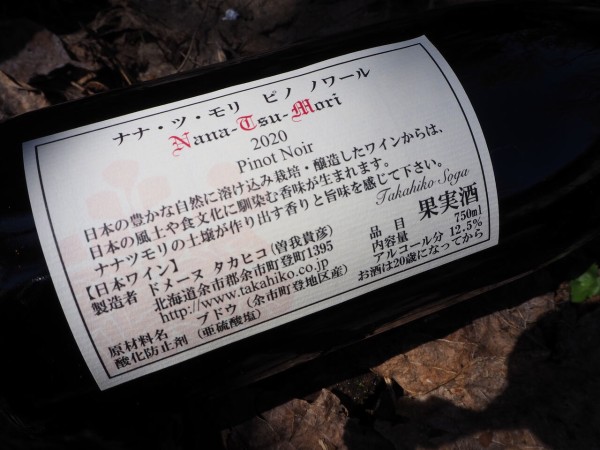 ナナ・ツ・モリ ピノ ノワール
Nana-Tsu-Mori
2020
Pinot Noir
日本の豊かな自然に溶け込み栽培・醸造したワインからは、
日本の風土や食文化に馴染む香味が生まれます。
ナナツモリの土壌が作り出す香りと旨味を感じて下さい。
Takahiko Soga
【日本ワイン】
製造者 ドメーヌ タカヒコ(曽我貴彦)
北海道余市郡余市町登町1395
http://www.takahiko.co.jp
原材料名 ブドウ(余市町登地区産)
酸化防止剤(亜硫酸塩)
品目 果実酒
内容量 750ml
アルコール分 12.5%
お酒は20歳になってから